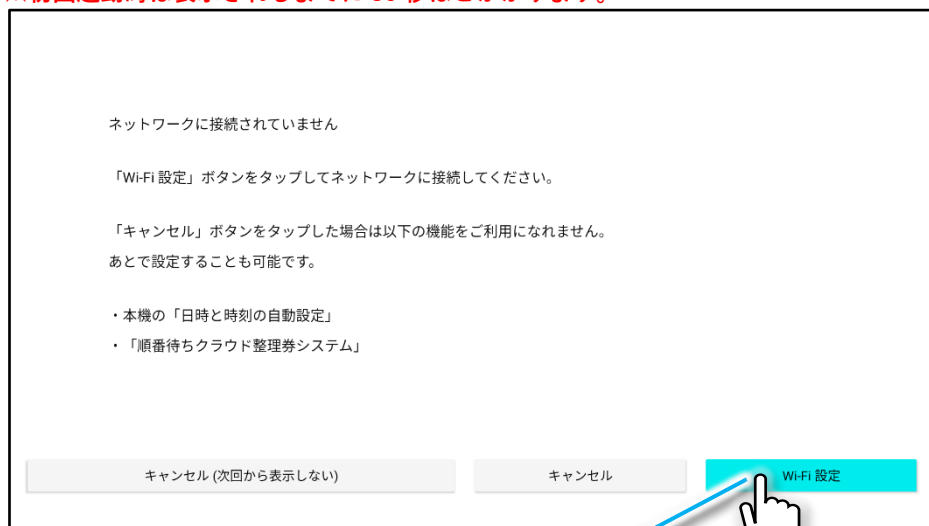 ネットワークに接続されていません
「Wi-Fi 設定」ボタンをタップしてネットワークに接続してください。
「キャンセル」ボタンをタップした場合は以下の機能をご利用になれません。
あとで設定することも可能です。
・本機の「日時と時刻の自動設定」
・「順番待ちクラウド整理券システム」
キャンセル (次回から表示しない)
キャンセル
Wi-Fi 設定